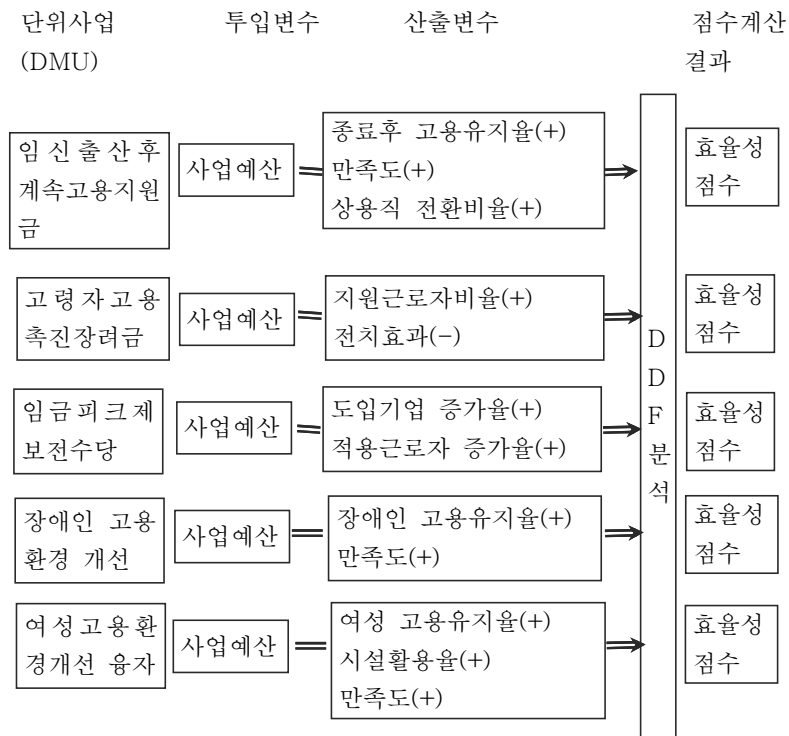 단위사업 투입변수 산출변수 점수계산
(DMU) 결과
임신출산후
계속고용지원
금
사업예산
종료후 고용유지율(+)
만족도(+)
상용직 전환비율(+)
효율성
점수
고령자고용
촉진장려금
사업예산
지원근로자비율(+)
전치효과(-)
효율성
점수
임금피크제
보전수당
사업예산
도입기업 증가율(+)
적용근로자 증가율(+)
효율성
점수
장애인 고용
환경 개선
사업예산
장애인 고용유지율(+)
만족도(+)
효율성
점수
여성고용환
경개선 융자
사업예산
여성 고용유지율(+)
시설활용율(+)
만족도(+)
효율성
점수
D
D
F
분
석